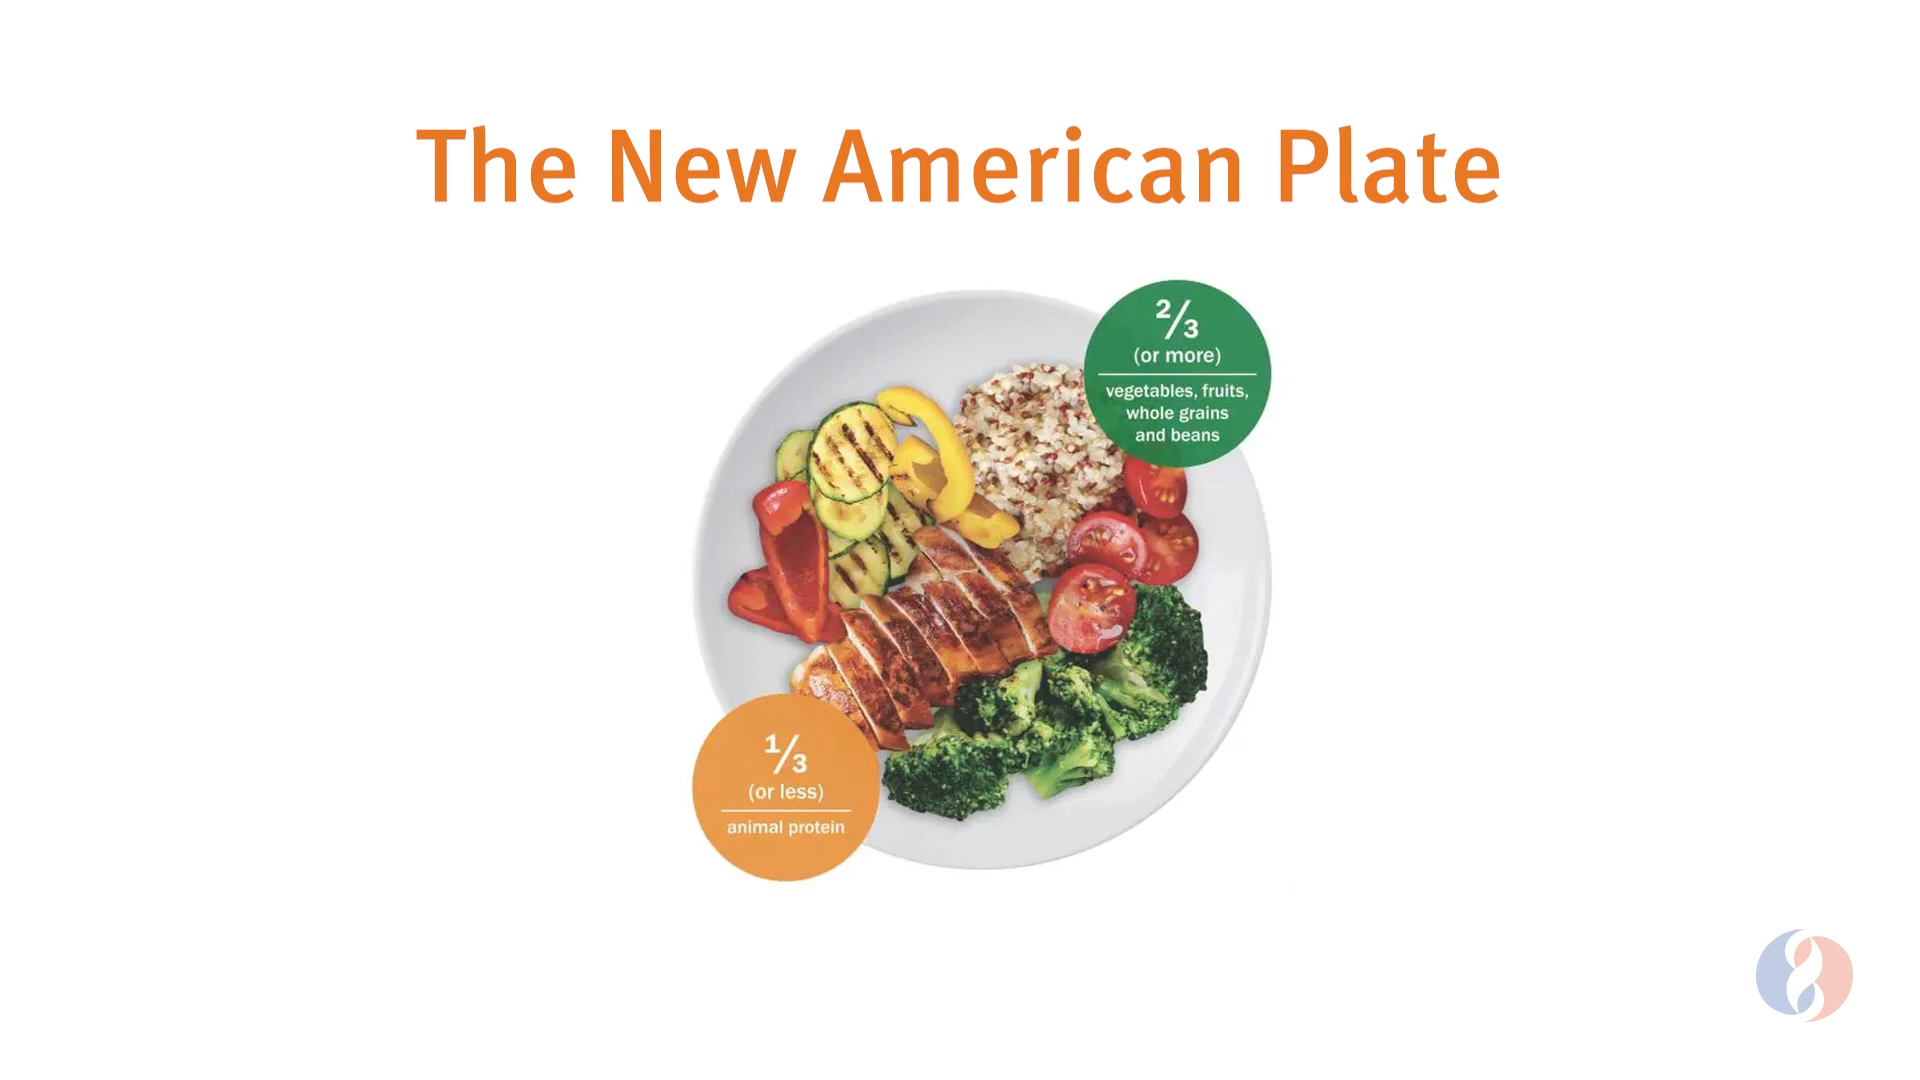 The New American Plate
⅔
(or more)
vegetables, fruits,
whole grains
and beans
⅓
(or less)
animal protein